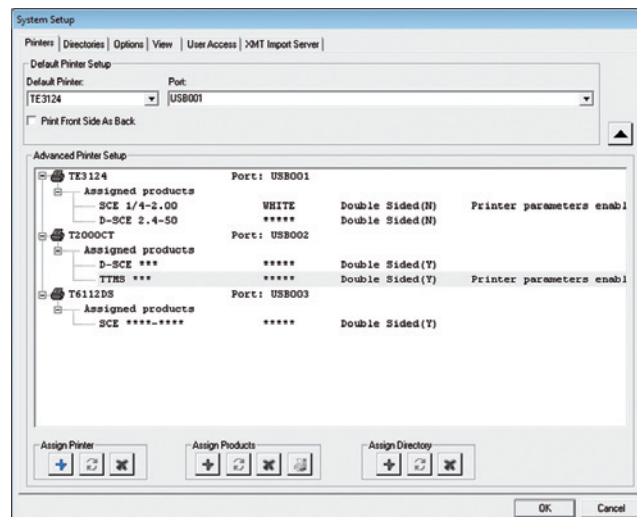 System Setup
Printers Directories Options View User Access XMT Import Server
Default Printer Setup
Default Printer: Port:
TE3124 USB001
Print Front Side As Back
Advanced Printer Setup
TE3124 Port: USB001
Assigned products
SCE 1/4-2.00 WHITE Double Sided(N) Printer parameters enabl
D-SCE 2.4-50 ***** Double Sided(N)
T2000CT Port: USB002
Assigned products
D-SCE *** ***** Double Sided(Y)
TTMS *** ***** Double Sided(Y) Printer parameters enabl
T6112DS Port: USB003
Assigned products
SCE ****-**** ***** Double Sided(Y)
Assign Printer Assign Products Assign Directory
OK Cancel